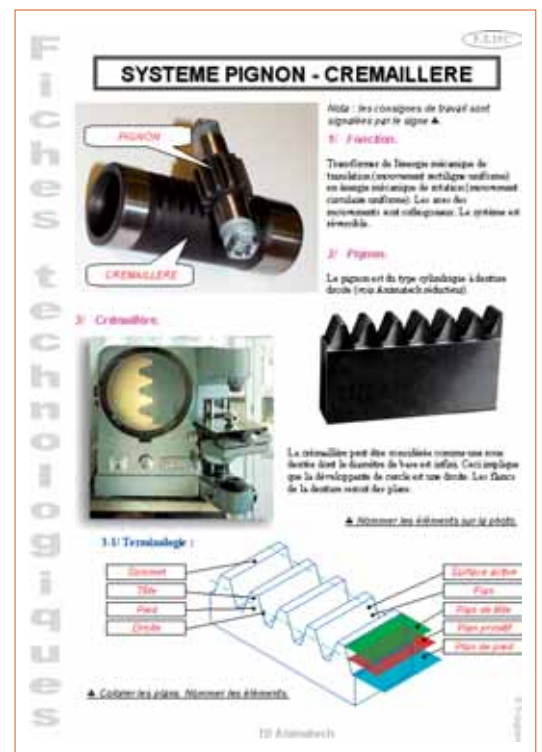 Fiches technologiques
SYSTEME PIGNON - CREMAILLERE
Nota : les consignes de travail sont
signalées par le signe ♣.
PIGNON
CREMAILLERE
1/ Fonction.
Transformer de l'énergie mécanique de
translation (mouvement rectiligne uniforme)
en énergie mécanique de rotation (mouvement
circulaire uniforme). Les axes des
mouvements sont orthogonaux. Le système est
réversible.
2/ Pignon.
Le pignon est du type cylindrique à denture
droite (voir Animatech réducteur).
3/ Crémaillère.
La crémaillère peut être considérée comme une roue
dentée dont le diamètre de base est infini. Ceci implique
que la développante de cercle est une droite. Les flancs
de la denture seront des plans.
♣ Nommer les éléments sur la photo.
3.1/ Terminologie :
Sommet
Tête
Pied
Droite
Surface active
Plan de tête
Plan primitif
Plan de pied
♣ Colorier les plans. Nommer les éléments.
Animatech